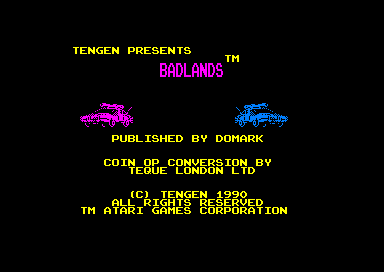 TENGEN PRESENTS
TM
BADLANDS
PUBLISHED BY DOMARK
COIN OP CONVERSION BY
TEQUE LONDON LTD
(C) TENGEN 1990
ALL RIGHTS RESERVED
TM ATARI GAMES CORPORATION